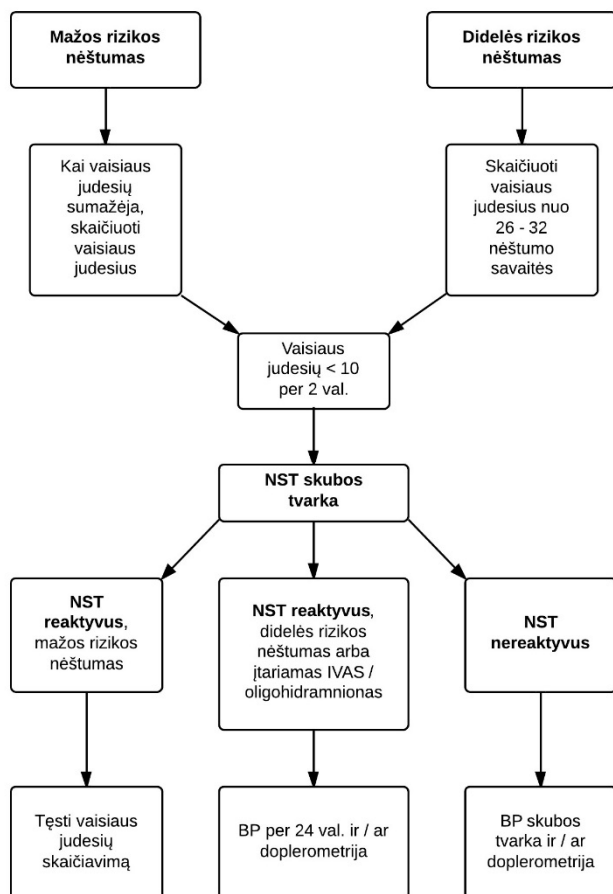 Mažos rizikos
nėštumas
Didelės rizikos
nėštumas
Kai vaisiaus
judesių
sumažėja,
skaičiuoti
vaisiaus
judesius
Skaičiuoti
vaisiaus
judesius nuo
26 - 32
nėštumo
savaitės
Vaisiaus
judesių < 10
per 2 val.
NST skubos
tvarka
NST
reaktyvus,
mažos rizikos
nėštumas
NST reaktyvus,
didelės rizikos
nėštumas arba
įtariamas IVAS /
oligohidramnionas
NST
nereaktyvus
Tęsti vaisiaus
judesių
skaičiavimą
BP per 24 val. ir / ar
doplerometrija
BP skubos
tvarka ir / ar
doplerometrija